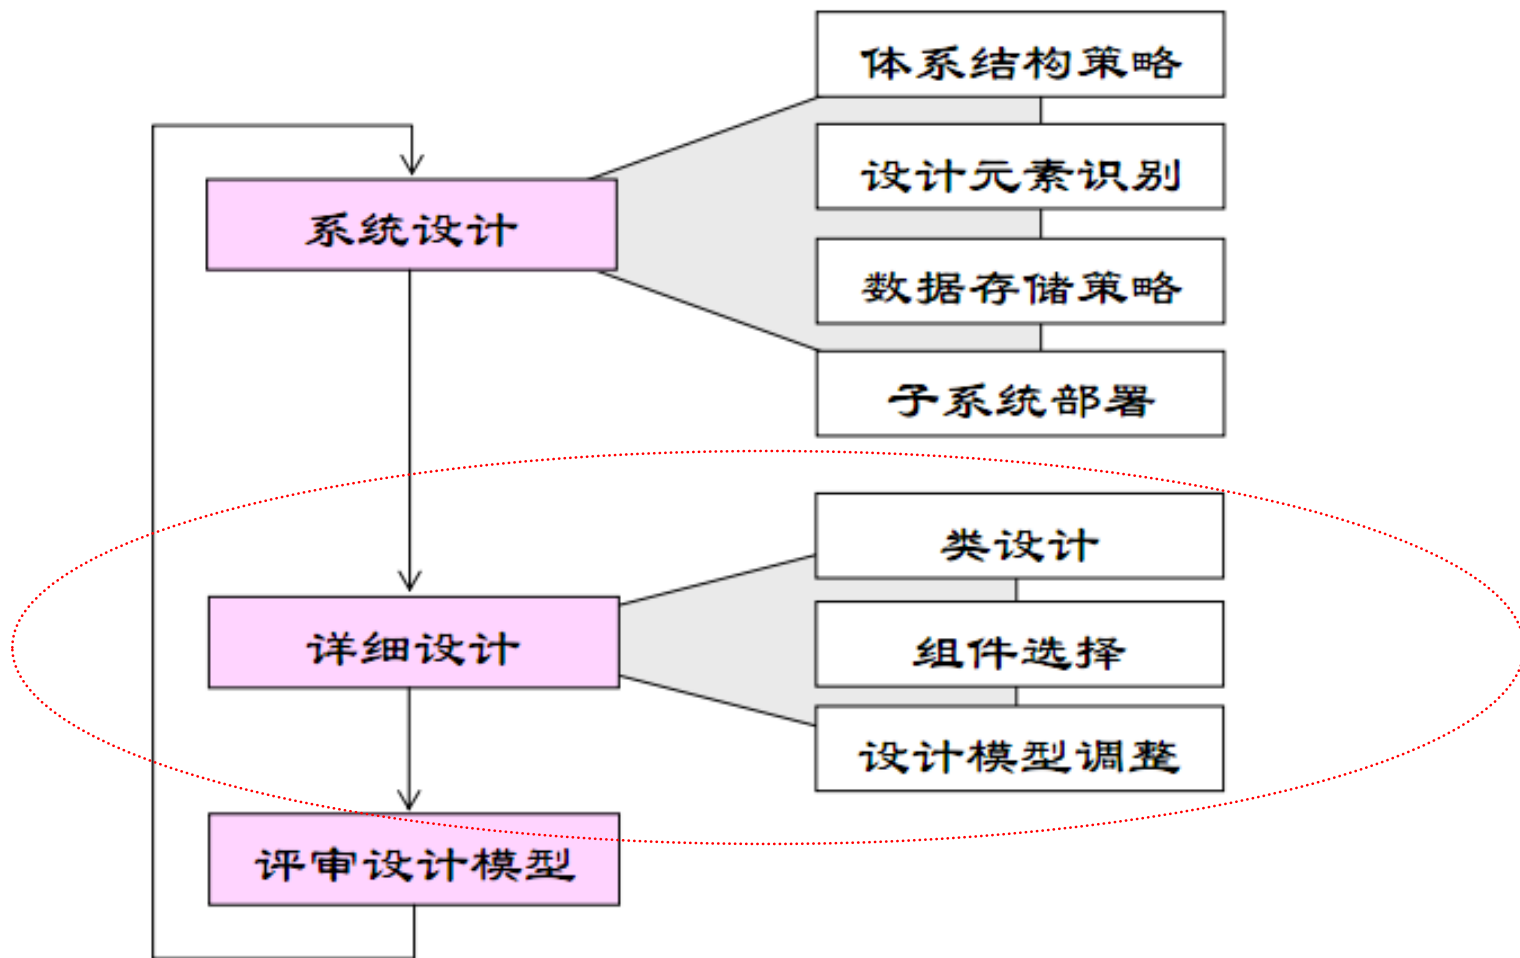 体系结构策略
设计元素识别
系统设计
数据存储策略
子系统部署
类设计
详细设计
组件选择
设计模型调整
评审设计模型